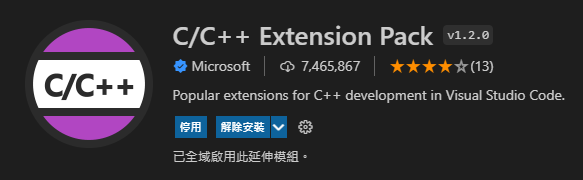 C/C++
C/C++ Extension Pack v1.2.0
Microsoft | 7,465,867 | (13)
Popular extensions for C++ development in Visual Studio Code.
停用 解除安裝
已全域啟用此延伸模組。